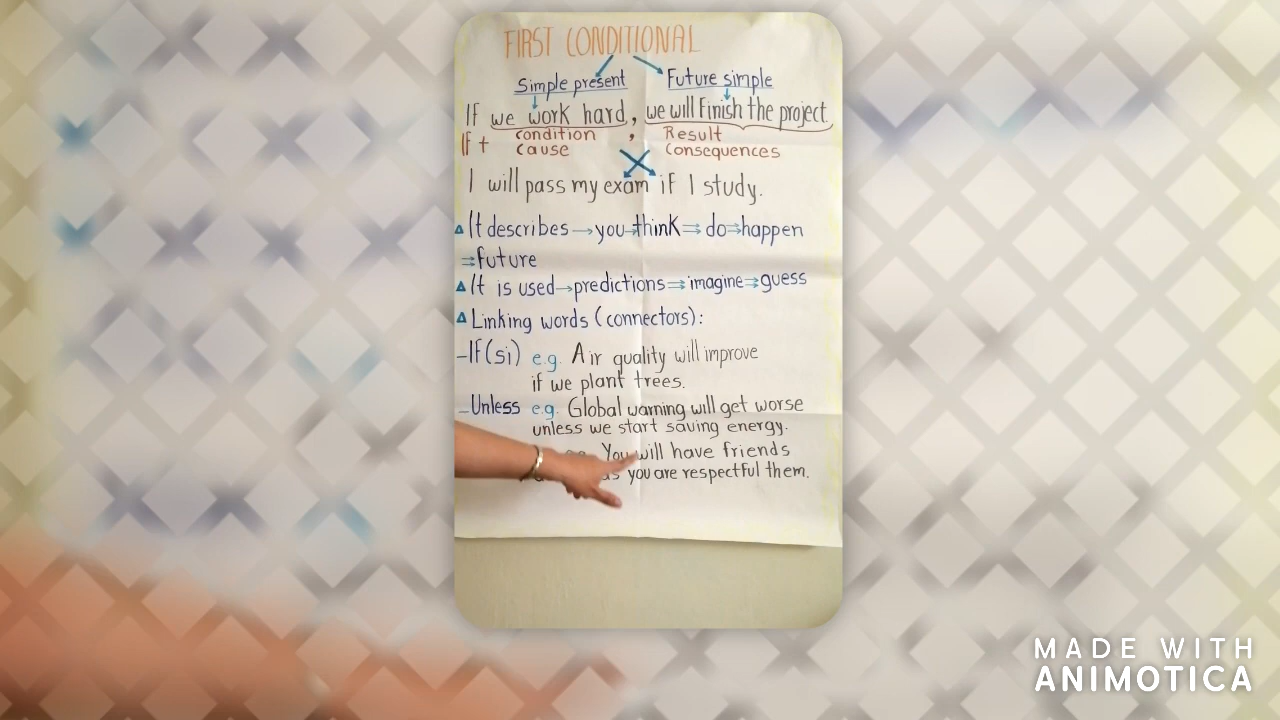 FIRST CONDITIONAL
Simple present Future simple
If we work hard, we will Finish the project.
If + condition , Result
cause Consequences
I will pass my exam if I study.
It describes → you → think ⇒ do ⇒ happen
⇒ Future
It is used → predictions ⇒ imagine ⇒ guess
Linking words (connectors):
- If (si) e.g. Air quality will improve
if we plant trees.
- Unless e.g. Global warning will get worse
unless we start saving energy.
You will have friends
as you are respectful them.
MADE WITH
ANIMOTICA